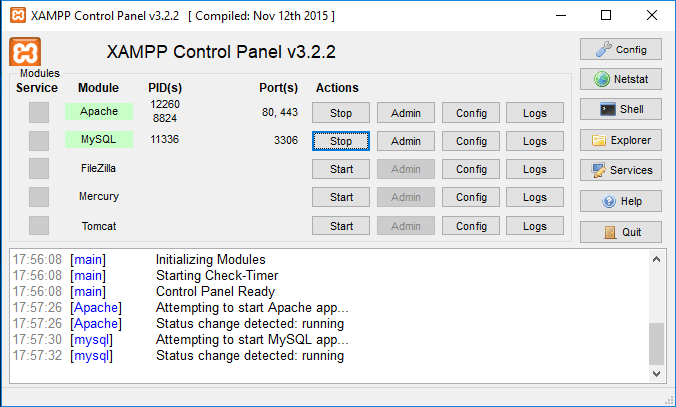 XAMPP Control Panel v3.2.2 [ Compiled: Nov 12th 2015 ]
XAMPP Control Panel v3.2.2
Config
Modules
Service Module PID(s) Port(s) Actions
Netstat
Apache 12260 8824 80, 443 Stop Admin Config Logs
Shell
MySQL 11336 3306 Stop Admin Config Logs
Explorer
FileZilla Start Admin Config Logs
Services
Mercury Start Admin Config Logs
Help
Tomcat Start Admin Config Logs
Quit
17:56:08 [main] Initializing Modules
17:56:08 [main] Starting Check-Timer
17:56:08 [main] Control Panel Ready
17:57:26 [Apache] Attempting to start Apache app...
17:57:26 [Apache] Status change detected: running
17:57:30 [mysql] Attempting to start MySQL app...
17:57:32 [mysql] Status change detected: running